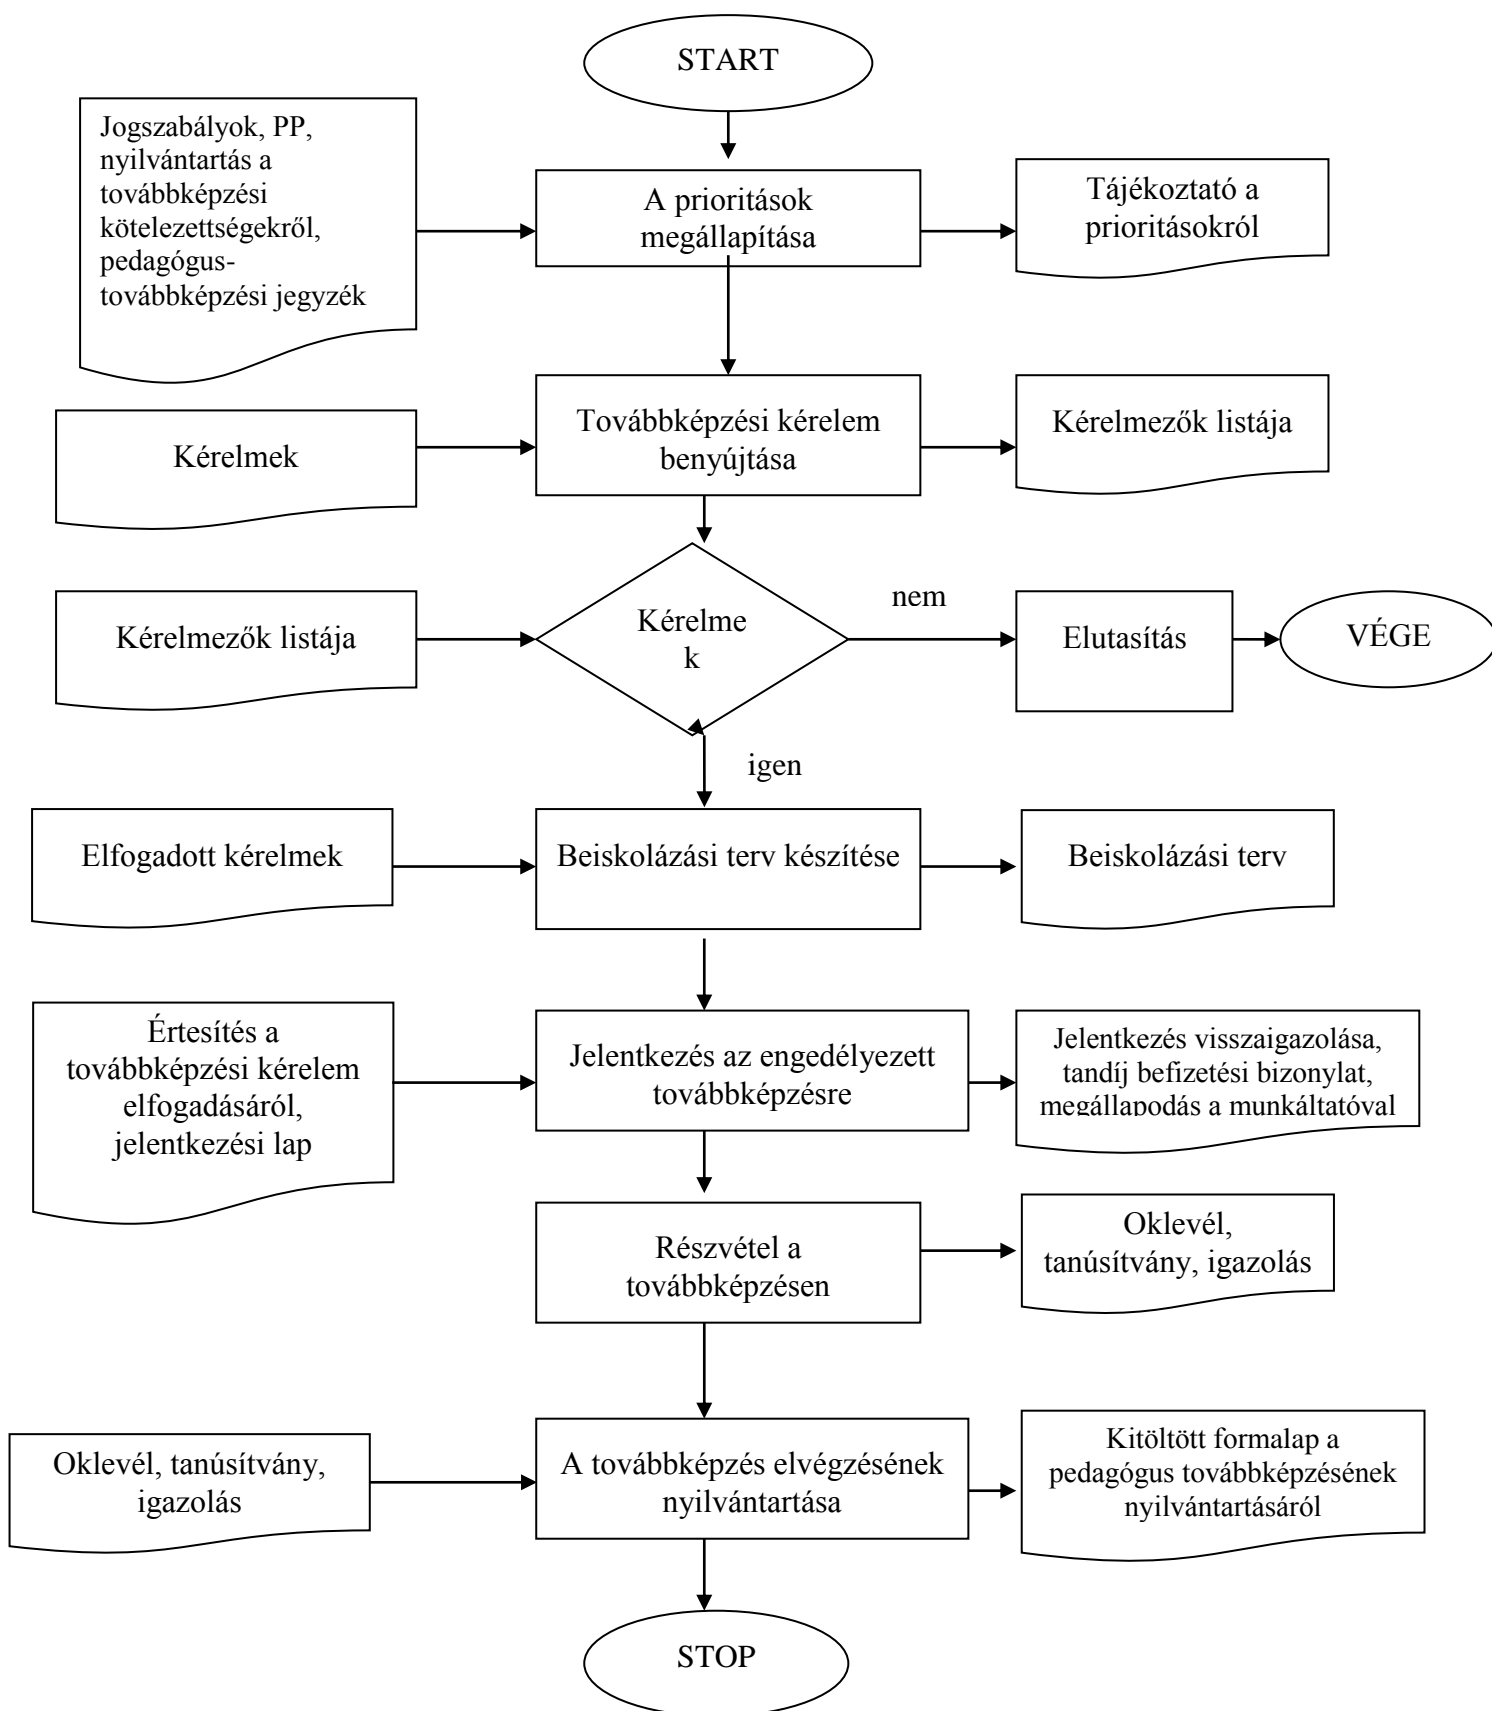 START
Jogszabályok, PP,
nyilvántartás a
továbbképzési
kötelezettségekről,
pedagógus-
továbbképzési jegyzék
A prioritások
megállapítása
Tájékoztató a
prioritásokról
Kérelmek
Továbbképzési kérelem
benyújtása
Kérelmezők listája
Kérelmezők listája
Kérelme
k
nem
Elutasítás
VÉGE
igen
Elfogadott kérelmek
Beiskolázási terv készítése
Beiskolázási terv
Értesítés a
továbbképzési kérelem
elfogadásáról,
jelentkezési lap
Jelentkezés az engedélyezett
továbbképzésre
Jelentkezés visszaigazolása,
tandíj befizetési bizonylat,
megállapodás a munkáltatóval
Részvétel a
továbbképzésen
Oklevél,
tanúsítvány, igazolás
Oklevél, tanúsítvány,
igazolás
A továbbképzés elvégzésének
nyilvántartása
Kitöltött formalap a
pedagógus továbbképzésének
nyilvántartásáról
STOP